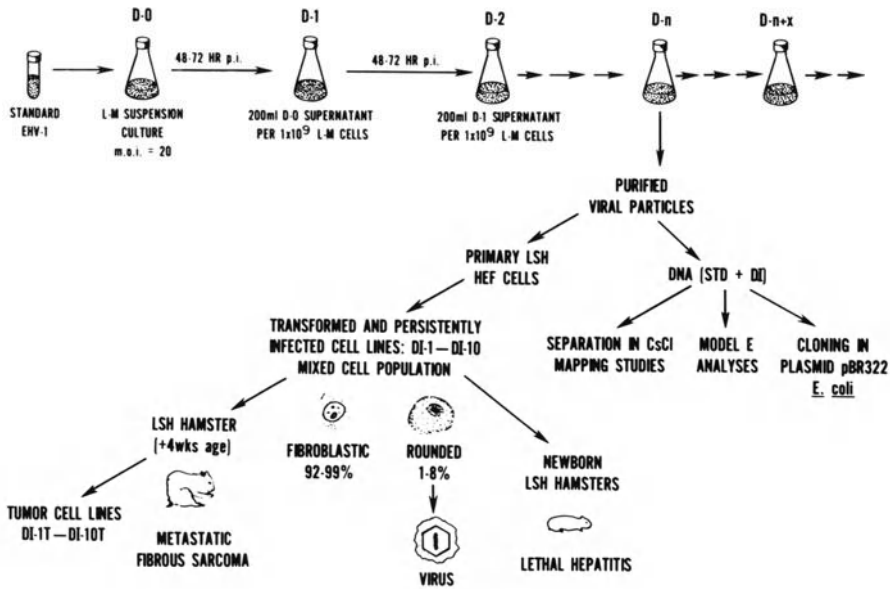 D-0
D-1
D-2
D-n
D-n+x
48-72 HR p.i.
48-72 HR p.i.
STANDARD
EHV-1
L-M SUSPENSION
CULTURE
m.o.i. = 20
200ml D-0 SUPERNATANT
PER 1x10⁹ L-M CELLS
200ml D-1 SUPERNATANT
PER 1x10⁹ L-M CELLS
PURIFIED
VIRAL PARTICLES
PRIMARY LSH
HEF CELLS
DNA (STD + DI)
TRANSFORMED AND PERSISTENTLY
INFECTED CELL LINES: DI-1—DI-10
MIXED CELL POPULATION
SEPARATION IN CsCl
MAPPING STUDIES
MODEL E
ANALYSES
CLONING IN
PLASMID pBR322
E. coli
LSH HAMSTER
(+4wks age)
FIBROBLASTIC
92-99%
ROUNDED
1-8%
NEWBORN
LSH HAMSTERS
TUMOR CELL LINES
DI-1T—DI-10T
METASTATIC
FIBROUS SARCOMA
VIRUS
LETHAL HEPATITIS